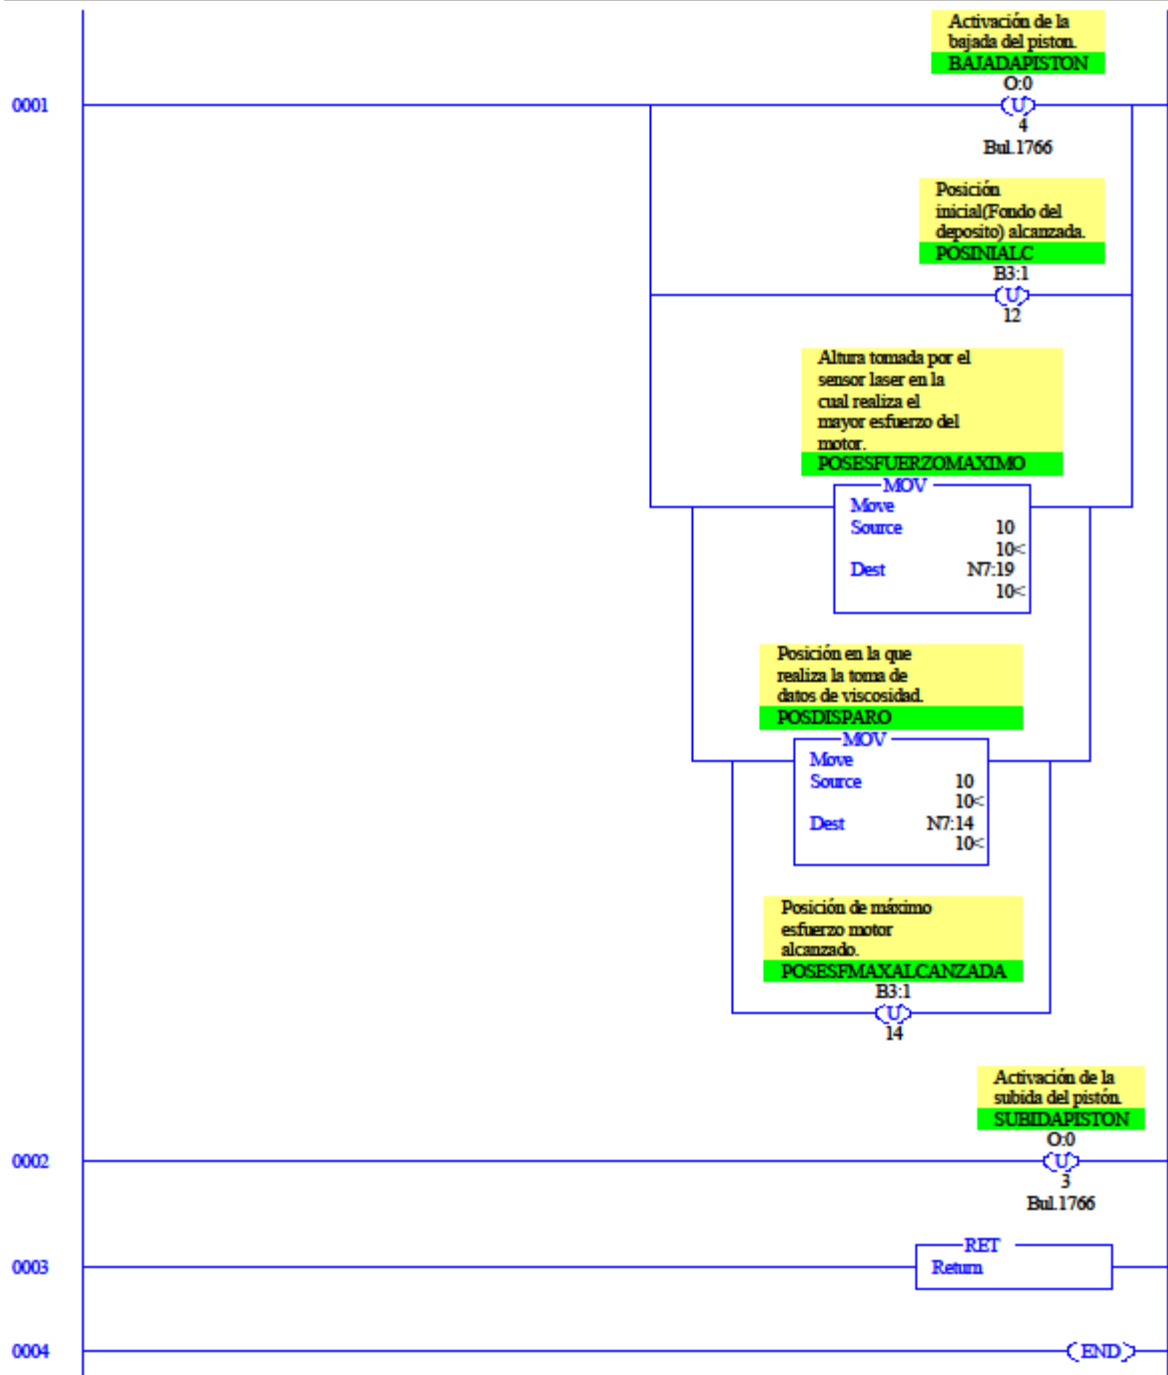 Activación de la
bajada del piston.
BAJADAPISTON
O:0
0001
U
4
Bul.1766
Posición
inicial(Fondo del
deposito) alcanzada.
POSINIALC
B3:1
U
12
Altura tomada por el
sensor laser en la
cual realiza el
mayor esfuerzo del
motor.
POSESFUERZOMAXIMO
MOV
Move
Source 10
10<
Dest N7:19
10<
Posición en la que
realiza la toma de
datos de viscosidad.
POSDISPARO
MOV
Move
Source 10
10<
Dest N7:14
10<
Posición de máximo
esfuerzo motor
alcanzado.
POSESFMAXALCANZADA
B3:1
U
14
Activación de la
subida del pistón.
SUBIDAPISTON
O:0
0002
U
3
Bul.1766
RET
0003
Return
0004
END